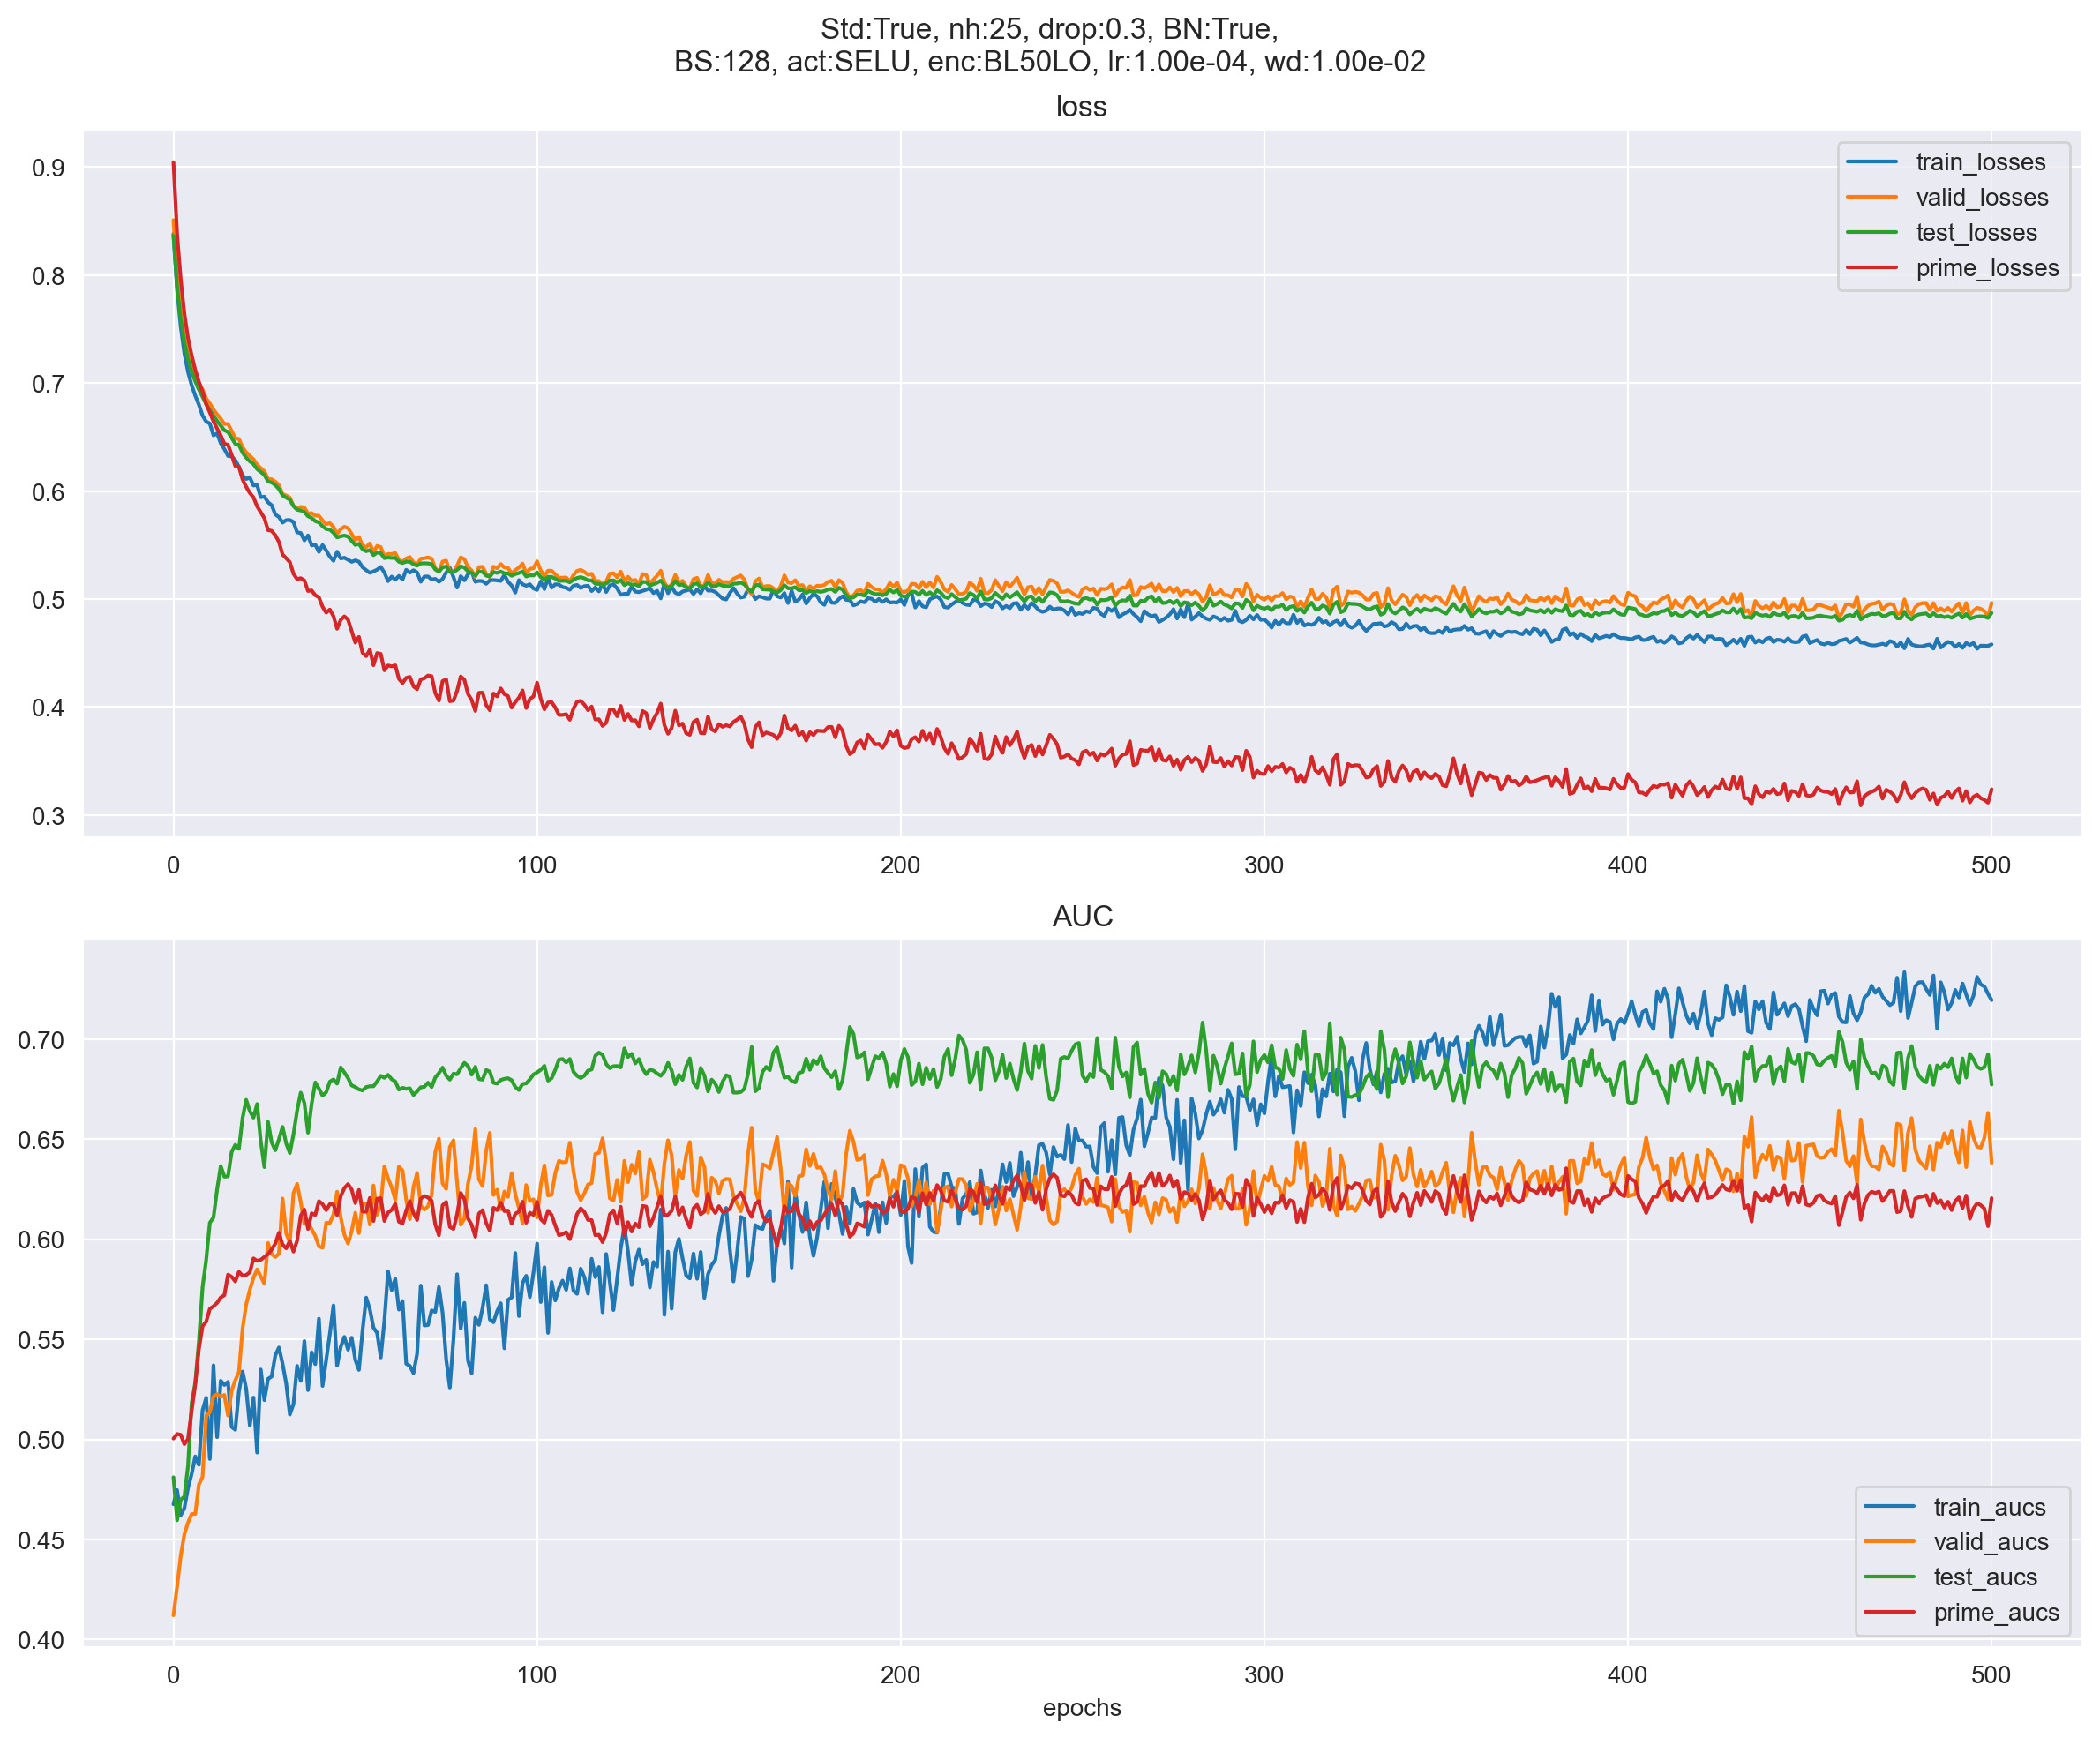 Std:True, nh:25, drop:0.3, BN:True,
BS:128, act:SELU, enc:BL50LO, lr:1.00e-04, wd:1.00e-02
loss
0.9
0.8
0.7
0.6
0.5
0.4
0.3
train_losses
valid_losses
test_losses
prime_losses
0 100 200 300 400 500
AUC
0.70
0.65
0.60
0.55
0.50
0.45
0.40
train_aucs
valid_aucs
test_aucs
prime_aucs
0 100 200 300 400 500
epochs